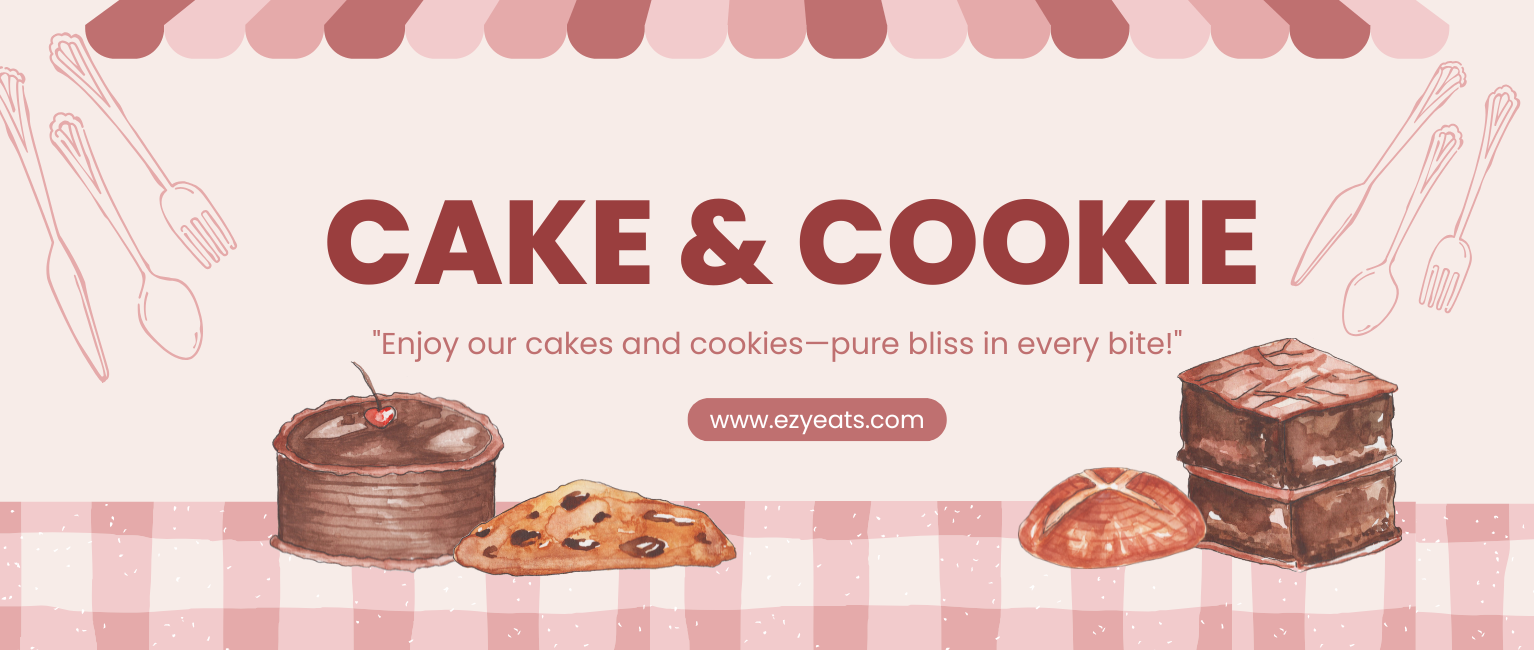 CAKE & COOKIE
"Enjoy our cakes and cookies—pure bliss in every bite!"
www.ezyeats.com